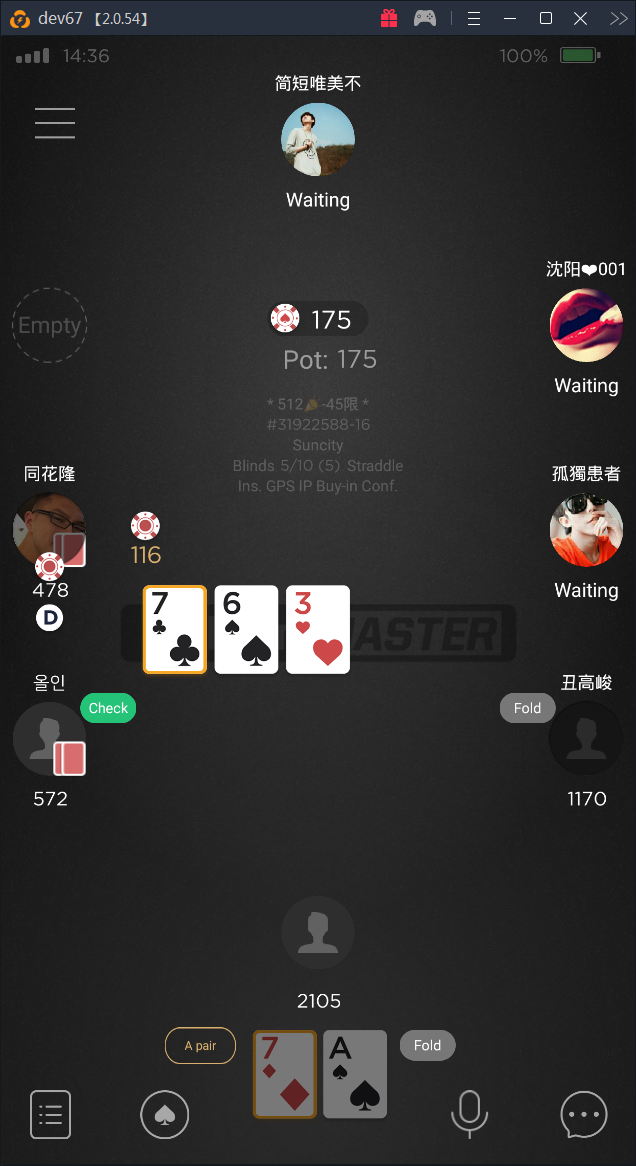 dev67 【2.0.54】
14:36
100%
简短唯美不
Waiting
沈阳❤001
Empty
175
Pot: 175
Waiting
* 512🎉-45限 *
#31922588-16
Suncity
Blinds 5/10 (5) Straddle
Ins. GPS IP Buy-in Conf.
同花隆
孤獨患者
116
478
Waiting
D
7
6
3
ASTER
올인
丑高峻
Check
Fold
572
1170
2105
A pair
7
A
Fold